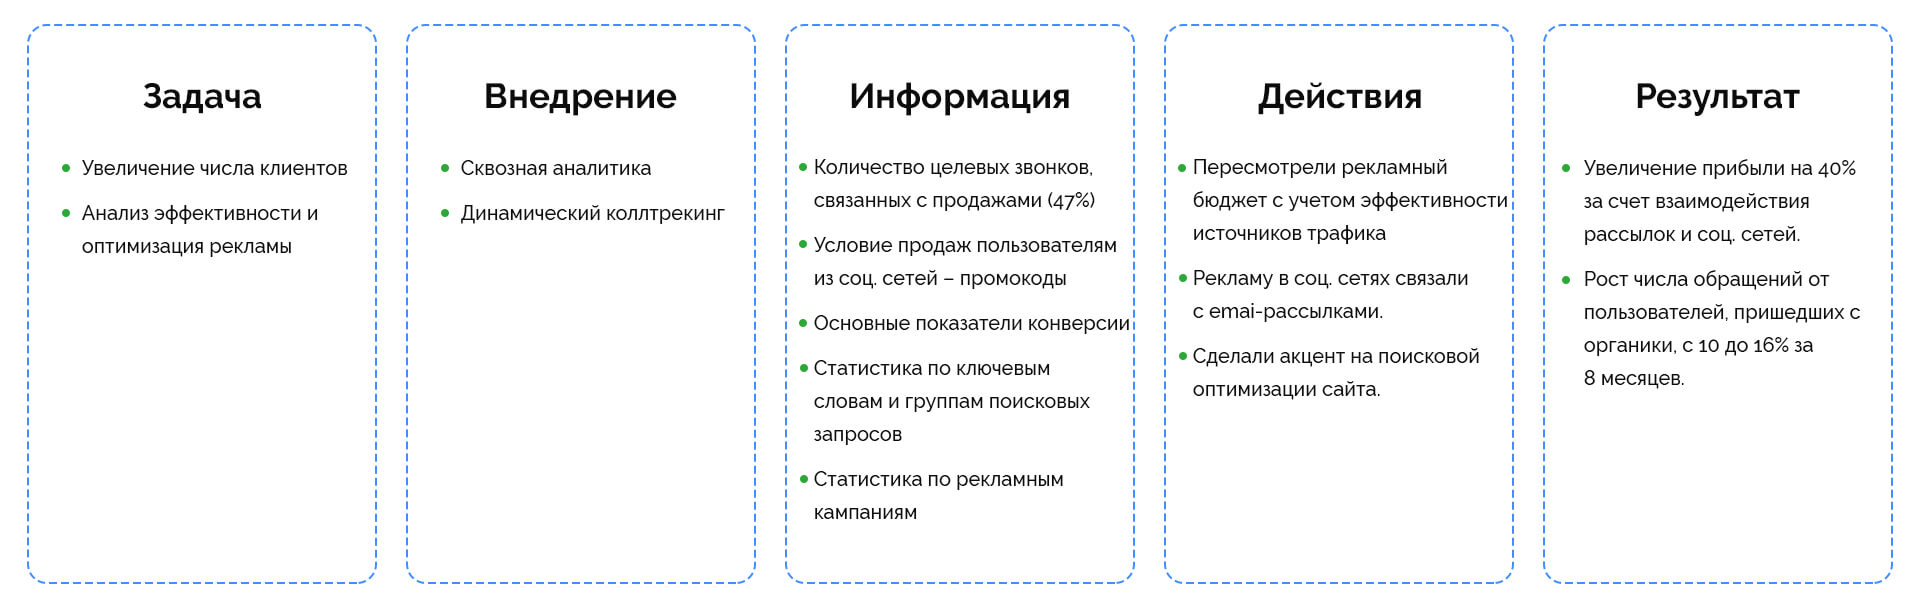 Задача
Увеличение числа клиентов
Анализ эффективности и
оптимизация рекламы
Внедрение
Сквозная аналитика
Динамический коллтрекинг
Информация
Количество целевых звонков,
связанных с продажами (47%)
Условие продаж пользователям
из соц. сетей – промокоды
Основные показатели конверсии
Статистика по ключевым
словам и группам поисковых
запросов
Статистика по рекламным
кампаниям
Действия
Пересмотрели рекламный
бюджет с учетом эффективности
источников трафика
Рекламу в соц. сетях связали
с emai-рассылками.
Сделали акцент на поисковой
оптимизации сайта.
Результат
Увеличение прибыли на 40%
за счет взаимодействия
рассылок и соц. сетей.
Рост числа обращений от
пользователей, пришедших с
органики, с 10 до 16% за
8 месяцев.